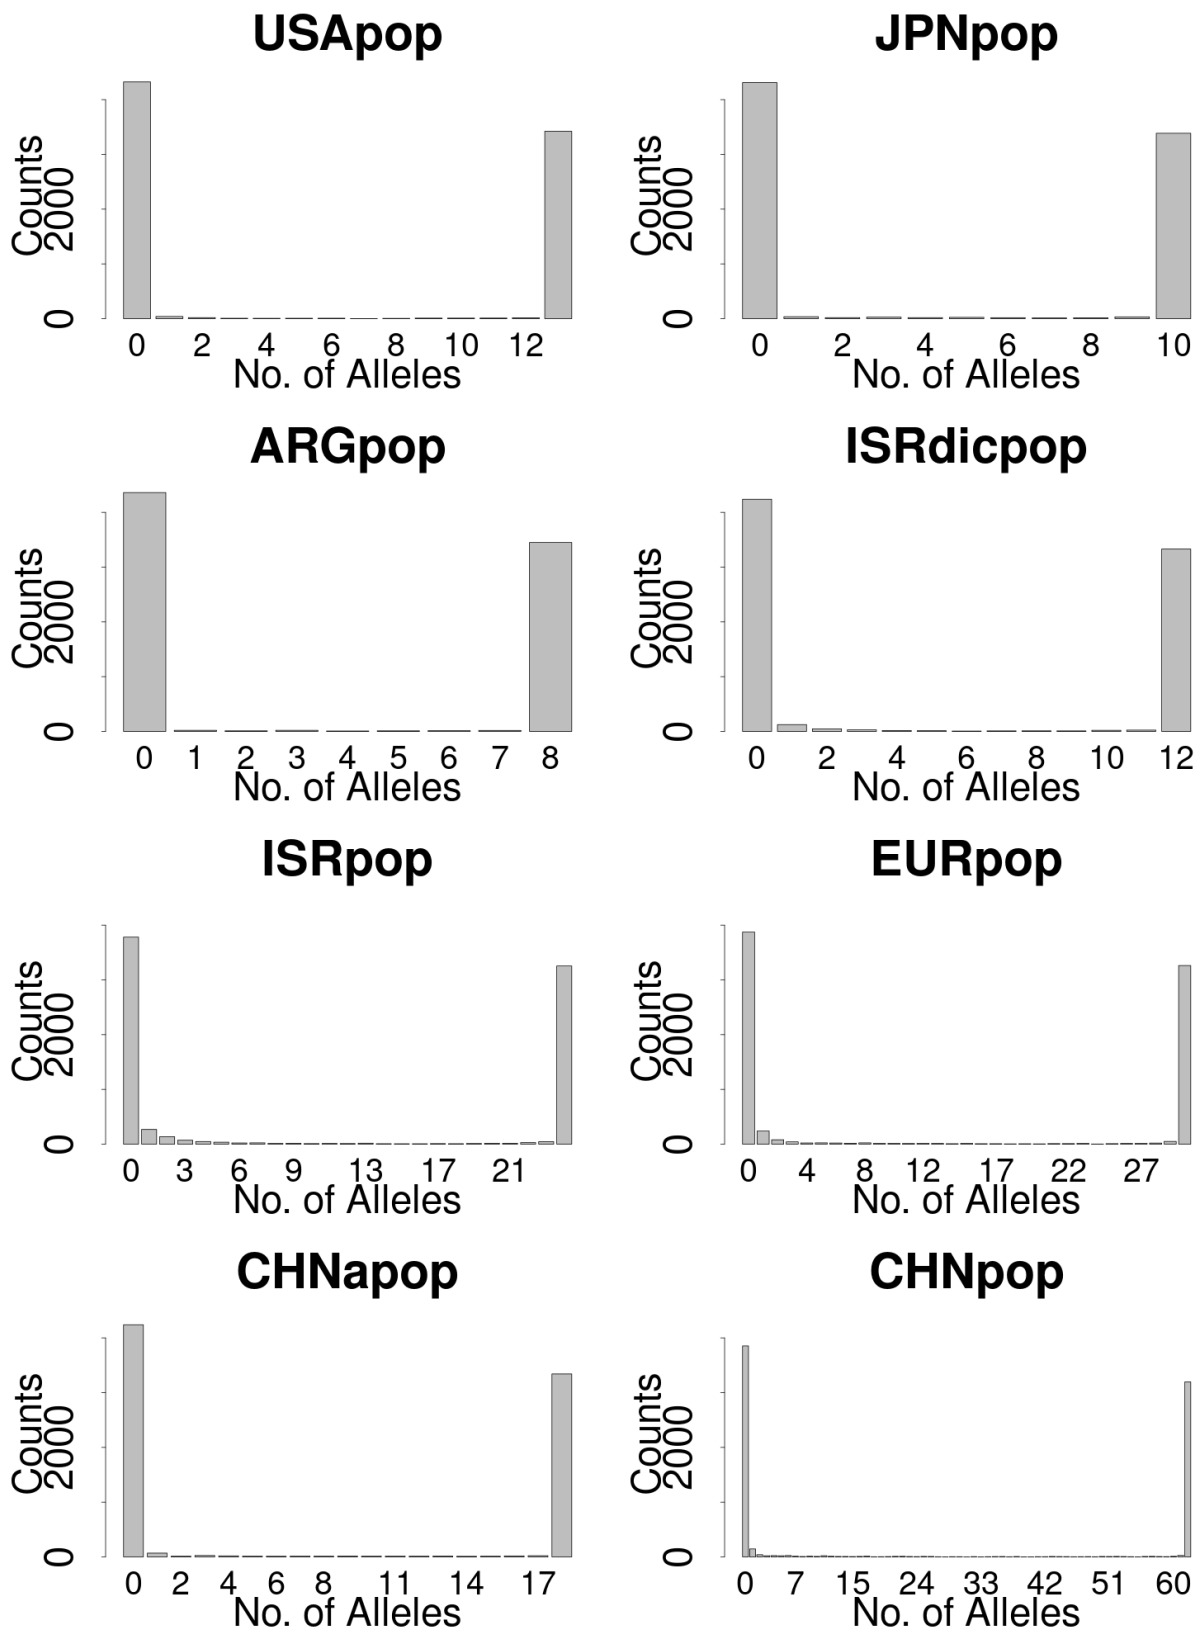 USApop
Counts
0 2000
0 2 4 6 8 10 12
No. of Alleles
JPNpop
Counts
0 2000
0 2 4 6 8 10
No. of Alleles
ARGpop
Counts
0 2000
0 1 2 3 4 5 6 7 8
No. of Alleles
ISRdicpop
Counts
0 2000
0 2 4 6 8 10 12
No. of Alleles
ISRpop
Counts
0 2000
0 3 6 9 13 17 21
No. of Alleles
EURpop
Counts
0 2000
0 4 8 12 17 22 27
No. of Alleles
CHNapop
Counts
0 2000
0 2 4 6 8 11 14 17
No. of Alleles
CHNpop
Counts
0 2000
0 7 15 24 33 42 51 60
No. of Alleles